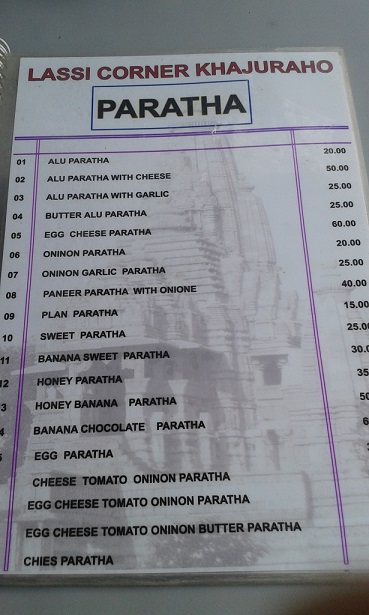 LASSI CORNER KHAJURAHO
PARATHA
01 ALU PARATHA 20.00
02 ALU PARATHA WITH CHEESE 50.00
03 ALU PARATHA WITH GARLIC 25.00
04 BUTTER ALU PARATHA 25.00
05 EGG CHEESE PARATHA 60.00
06 ONINON PARATHA 20.00
07 ONINON GARLIC PARATHA 25.00
08 PANEER PARATHA WITH ONIONE 40.00
09 PLAN PARATHA 15.00
10 SWEET PARATHA 25.00
11 BANANA SWEET PARATHA 30.0
12 HONEY PARATHA 35
3 HONEY BANANA PARATHA 50
4 BANANA CHOCOLATE PARATHA 6
EGG PARATHA
CHEESE TOMATO ONINON PARATHA
EGG CHEESE TOMATO ONINON PARATHA
EGG CHEESE TOMATO ONINON BUTTER PARATHA
CHIES PARATHA